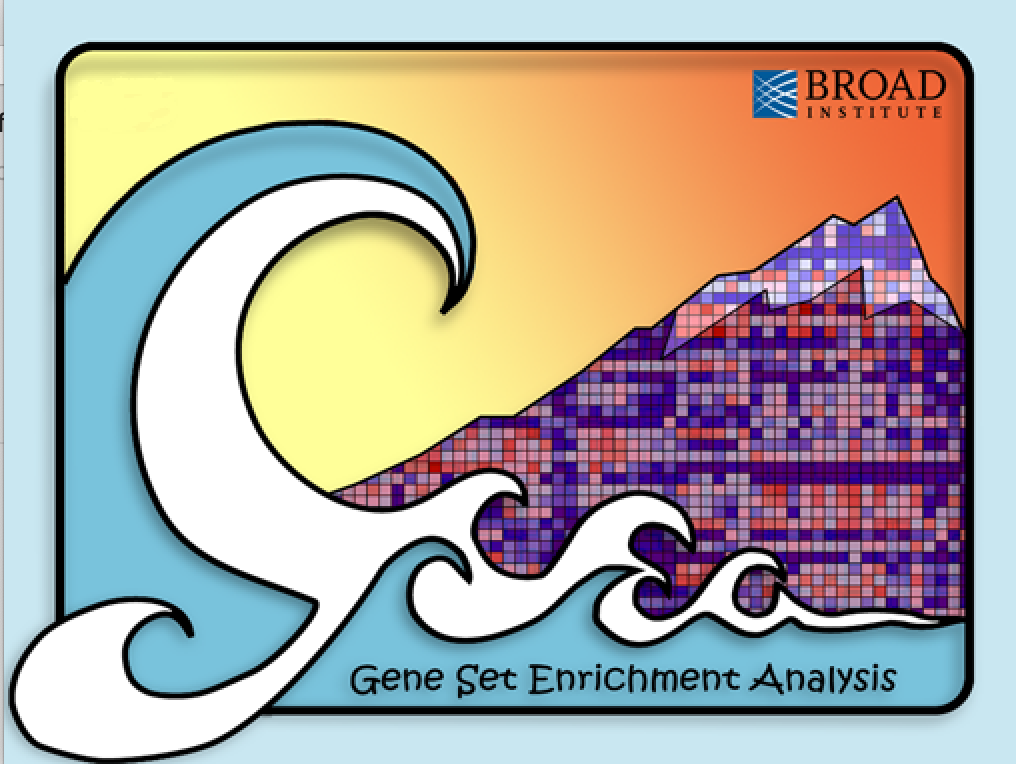 BROAD
INSTITUTE
Gene Set Enrichment Analysis